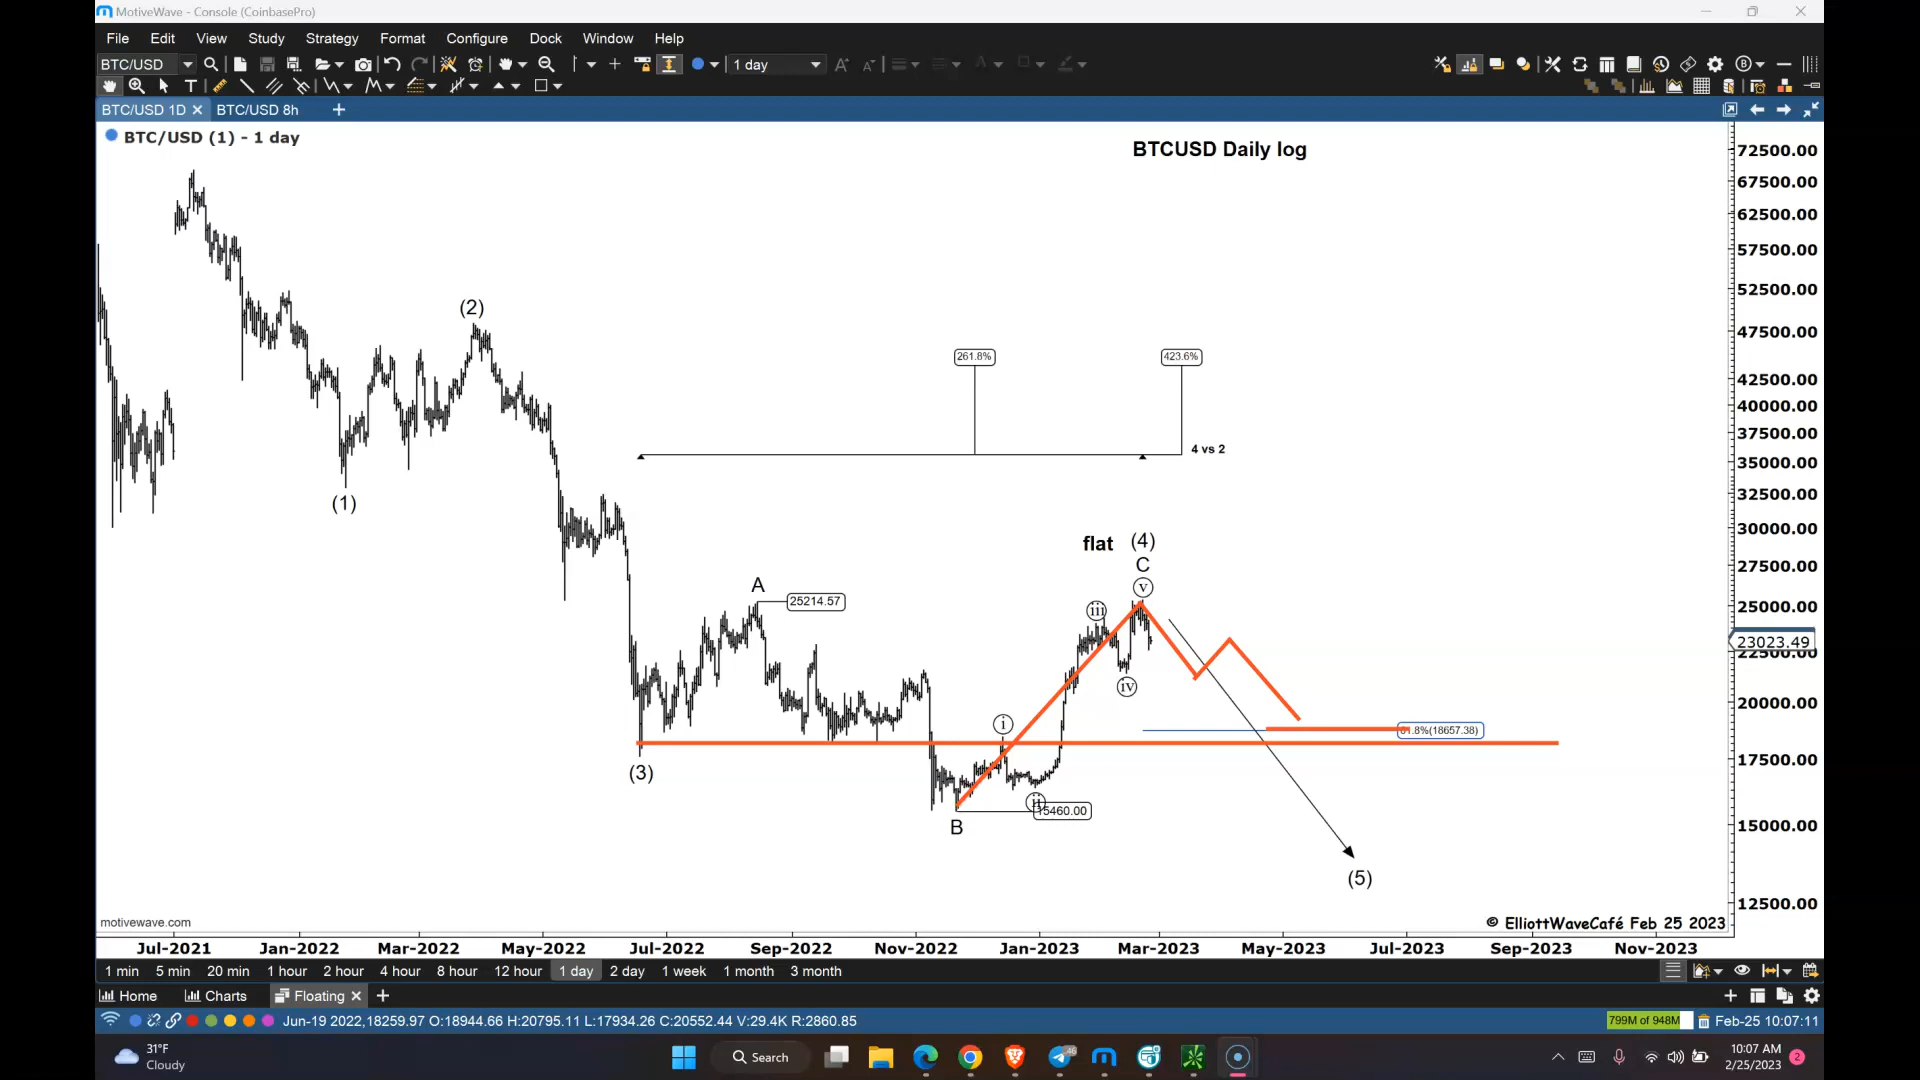 MotiveWave - Console (CoinbasePro)
File Edit View Study Strategy Format Configure Dock Window Help
BTC/USD 1 day
BTC/USD 1D BTC/USD 8h
BTC/USD (1) - 1 day
BTCUSD Daily log
72500.00
67500.00
62500.00
57500.00
52500.00
(2)
47500.00
261.8% 423.6%
42500.00
40000.00
37500.00
4 vs 2
35000.00
(1)
32500.00
30000.00
flat (4)
C
27500.00
A
v
25214.57
iii
25000.00
23023.49
22500.00
iv
20000.00
i
61.8%(18657.38)
17500.00
(3)
ii
15460.00
B
15000.00
(5)
12500.00
motivewave.com
© ElliottWaveCafé Feb 25 2023
Jul-2021 Jan-2022 Mar-2022 May-2022 Jul-2022 Sep-2022 Nov-2022 Jan-2023 Mar-2023 May-2023 Jul-2023 Sep-2023 Nov-2023
1 min 5 min 20 min 1 hour 2 hour 4 hour 8 hour 12 hour 1 day 2 day 1 week 1 month 3 month
Home Charts Floating
Jun-19 2022,18259.97 O:18944.66 H:20795.11 L:17934.26 C:20552.44 V:29.4K R:2860.85
799M of 948M Feb-25 10:07:11
31°F
Cloudy
Search
46
10:07 AM
2/25/2023
2